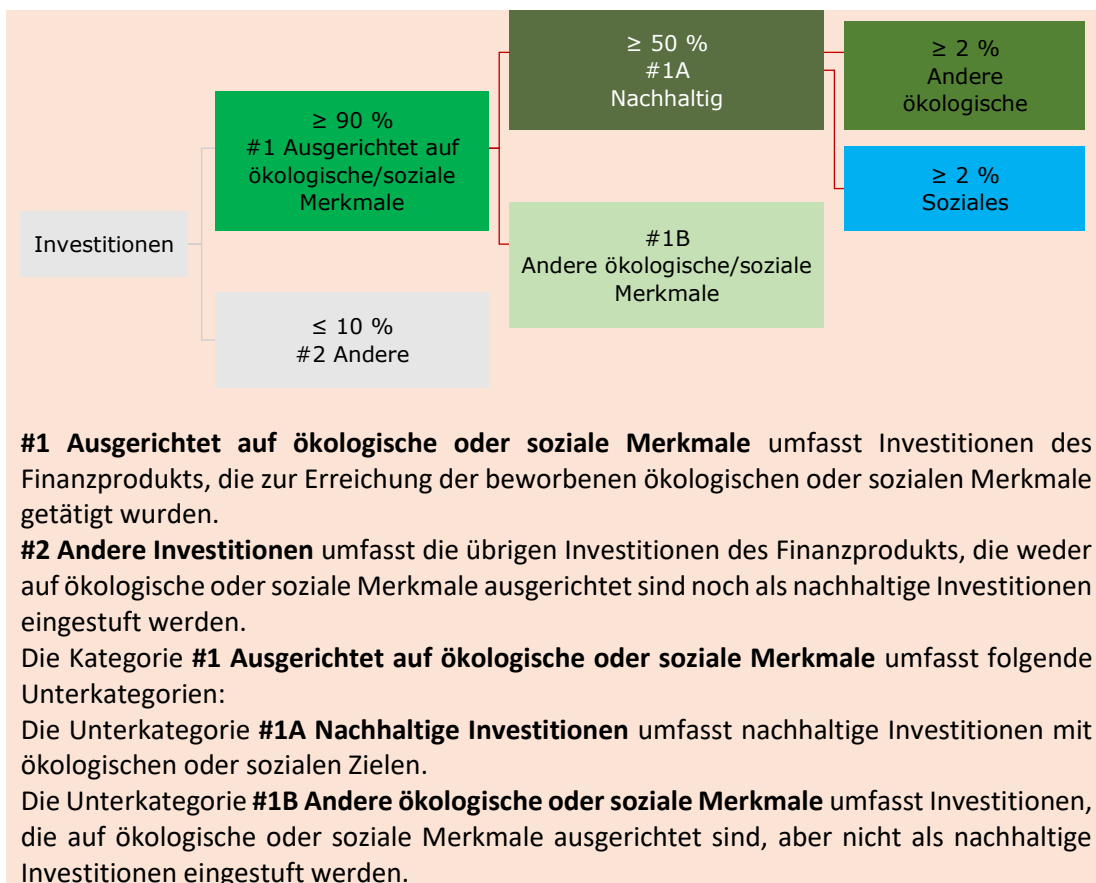 ≥ 50 %
#1A
Nachhaltig
≥ 2 %
Andere
ökologische
≥ 90 %
#1 Ausgerichtet auf
ökologische/soziale
Merkmale
≥ 2 %
Soziales
Investitionen
#1B
Andere ökologische/soziale
Merkmale
≤ 10 %
#2 Andere
#1 Ausgerichtet auf ökologische oder soziale Merkmale umfasst Investitionen des
Finanzprodukts, die zur Erreichung der beworbenen ökologischen oder sozialen Merkmale
getätigt wurden.
#2 Andere Investitionen umfasst die übrigen Investitionen des Finanzprodukts, die weder
auf ökologische oder soziale Merkmale ausgerichtet sind noch als nachhaltige Investitionen
eingestuft werden.
Die Kategorie #1 Ausgerichtet auf ökologische oder soziale Merkmale umfasst folgende
Unterkategorien:
Die Unterkategorie #1A Nachhaltige Investitionen umfasst nachhaltige Investitionen mit
ökologischen oder sozialen Zielen.
Die Unterkategorie #1B Andere ökologische oder soziale Merkmale umfasst Investitionen,
die auf ökologische oder soziale Merkmale ausgerichtet sind, aber nicht als nachhaltige
Investitionen eingestuft werden.